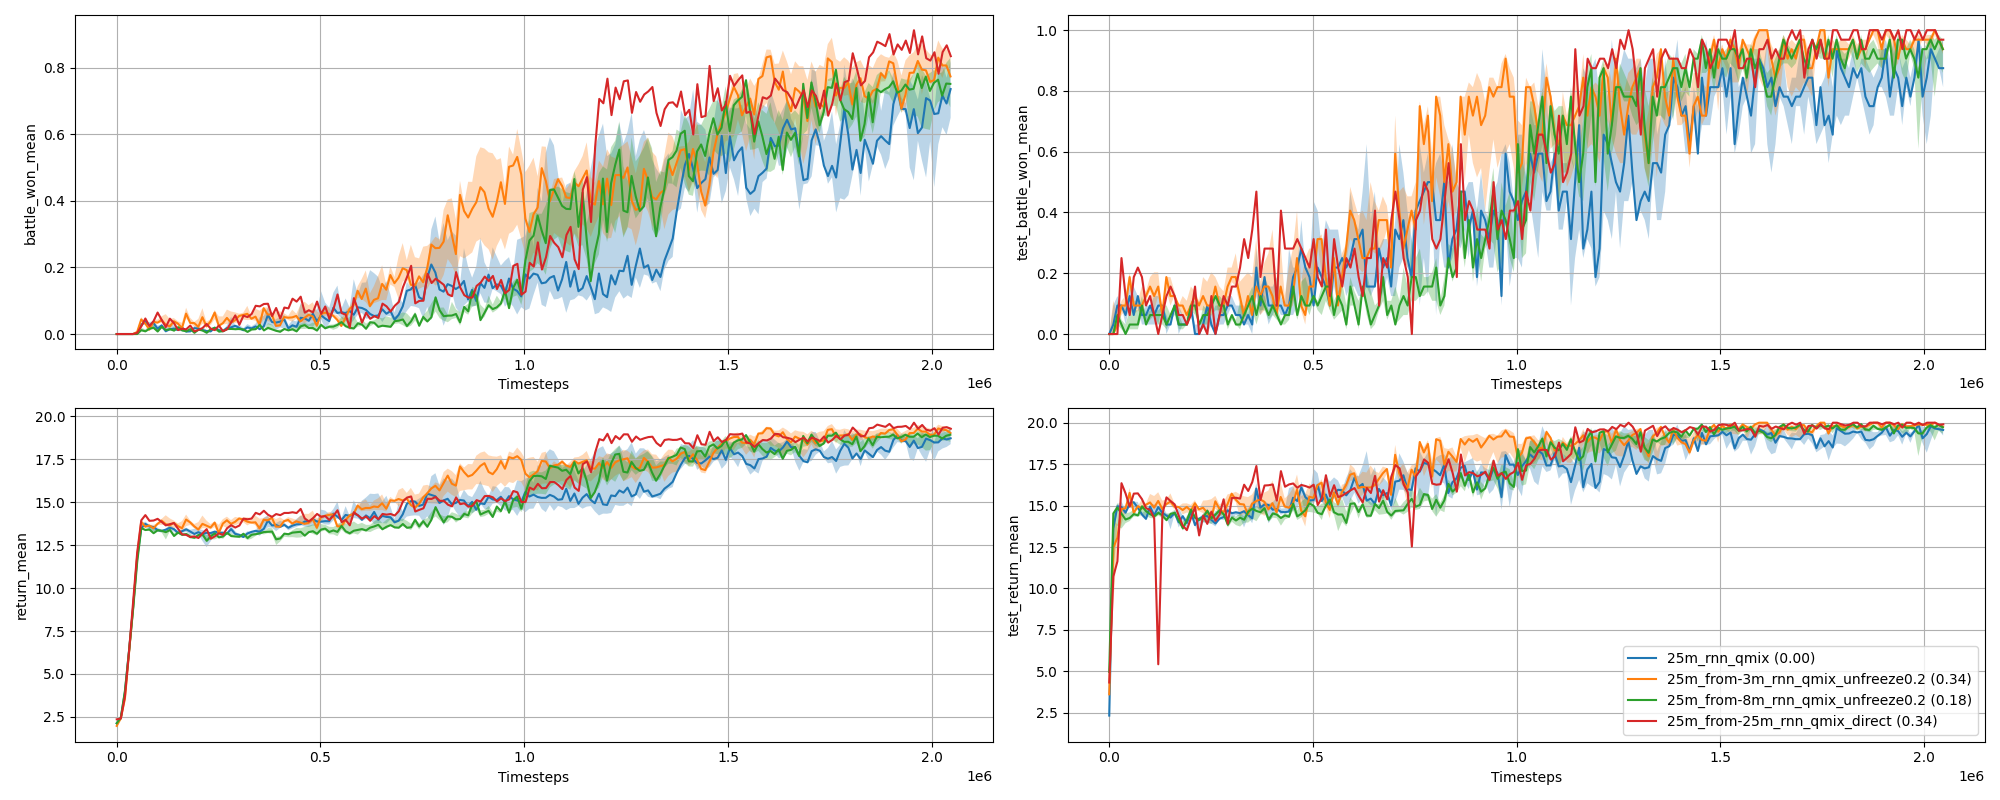 battle_won_mean
0.8
0.6
0.4
0.2
0.0
0.0
0.5
1.0
1.5
2.0
1e6
Timesteps
test_battle_won_mean
1.0
0.8
0.6
0.4
0.2
0.0
0.0
0.5
1.0
1.5
2.0
1e6
Timesteps
return_mean
20.0
17.5
15.0
12.5
10.0
7.5
5.0
2.5
0.0
0.5
1.0
1.5
2.0
1e6
Timesteps
test_return_mean
20.0
17.5
15.0
12.5
10.0
7.5
5.0
2.5
0.0
0.5
1.0
1.5
2.0
1e6
Timesteps
25m_rnn_qmix (0.00)
25m_from-3m_rnn_qmix_unfreeze0.2 (0.34)
25m_from-8m_rnn_qmix_unfreeze0.2 (0.18)
25m_from-25m_rnn_qmix_direct (0.34)